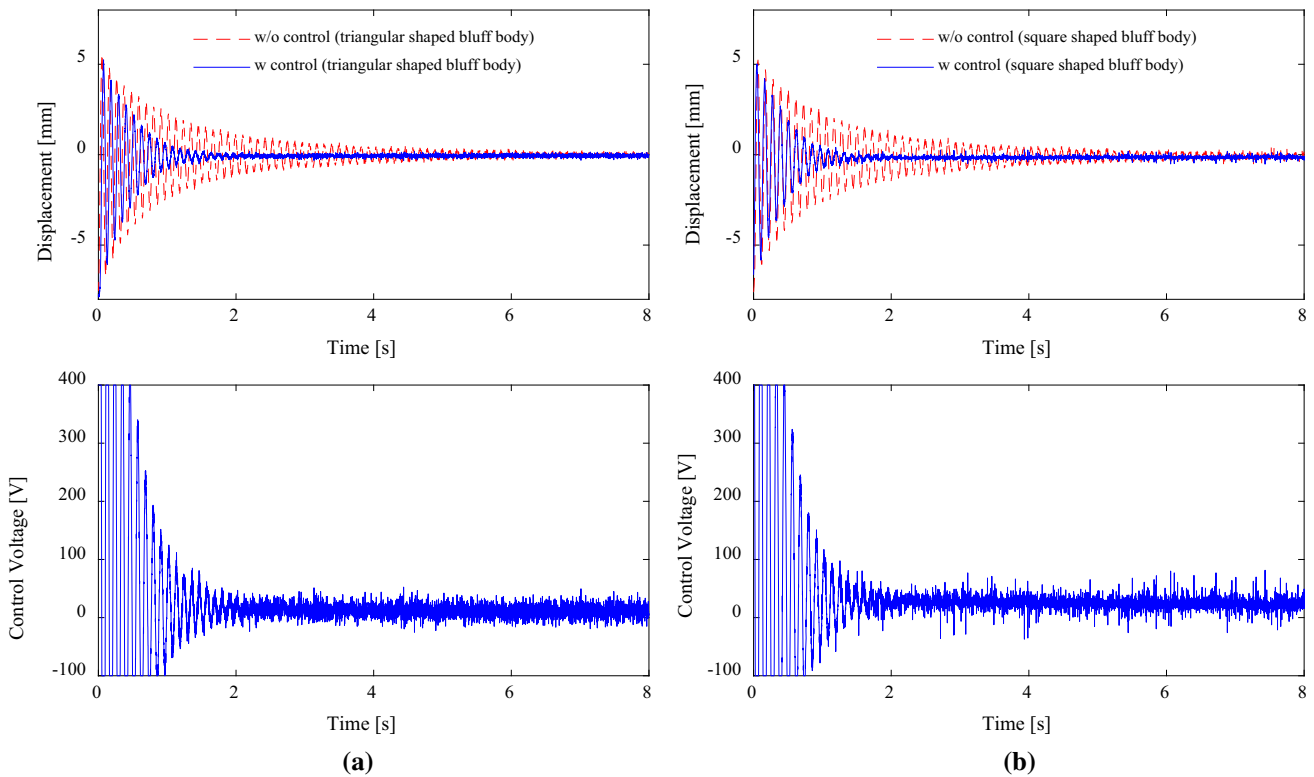 w/o control (triangular shaped bluff body)
w control (triangular shaped bluff body)
5
0
-5
Displacement [mm]
0 2 4 6 8
Time [s]
w/o control (square shaped bluff body)
w control (square shaped bluff body)
5
0
-5
Displacement [mm]
0 2 4 6 8
Time [s]
400
300
200
100
0
-100
Control Voltage [V]
0 2 4 6 8
Time [s]
(a)
400
300
200
100
0
-100
Control Voltage [V]
0 2 4 6 8
Time [s]
(b)